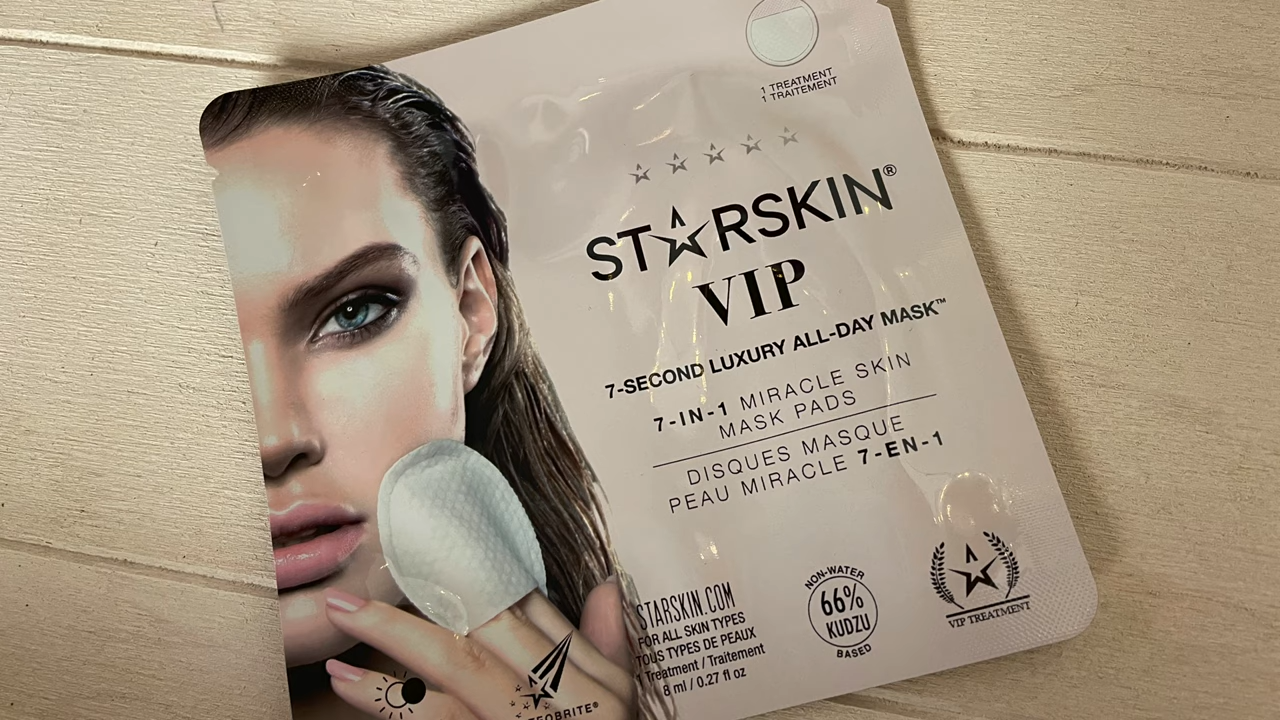 1 TREATMENT
1 TRAITEMENT
STARSKIN®
VIP
7-SECOND LUXURY ALL-DAY MASK™
7-IN-1 MIRACLE SKIN
MASK PADS
DISQUES MASQUE
PEAU MIRACLE 7-EN-1
STARSKIN.COM
FOR ALL SKIN TYPES
TOUS TYPES DE PEAUX
1 Treatment / Traitement
8 ml / 0.27 fl oz
NON-WATER
66%
KUDZU
BASED
VIP TREATMENT